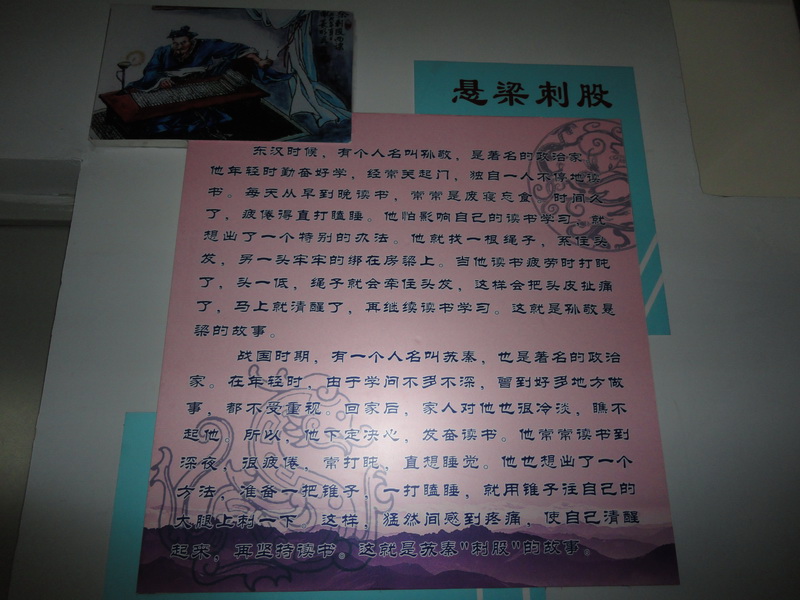 悬梁刺股
东汉时候，有个人名叫孙敬，是著名的政治家。
他年轻时勤奋好学，经常关起门，独自一人不停地读
书。每天从早到晚读书，常常是废寝忘食。时间久
了，疲倦得直打瞌睡。他怕影响自己的读书学习，就
想出了一个特别的办法。他就找一根绳子，系住头
发，另一头牢牢的绑在房梁上。当他读书疲劳时打盹
了，头一低，绳子就会牵住头发，这样会把头皮扯痛
了，马上就清醒了，再继续读书学习。这就是孙敬悬
梁的故事。
战国时期，有一个人名叫苏秦，也是著名的政治
家。在年轻时，由于学问不多不深，曾到好多地方做
事，都不受重视。回家后，家人对他也很冷淡，瞧不
起他。所以，他下定决心，发奋读书。他常常读书到
深夜，很疲倦，常打盹，直想睡觉。他也想出了一个
方法，准备一把锥子，一打瞌睡，就用锥子往自己的
大腿上刺一下。这样，猛然间感到疼痛，使自己清醒
起来，再坚持读书。这就是苏秦"刺股"的故事。